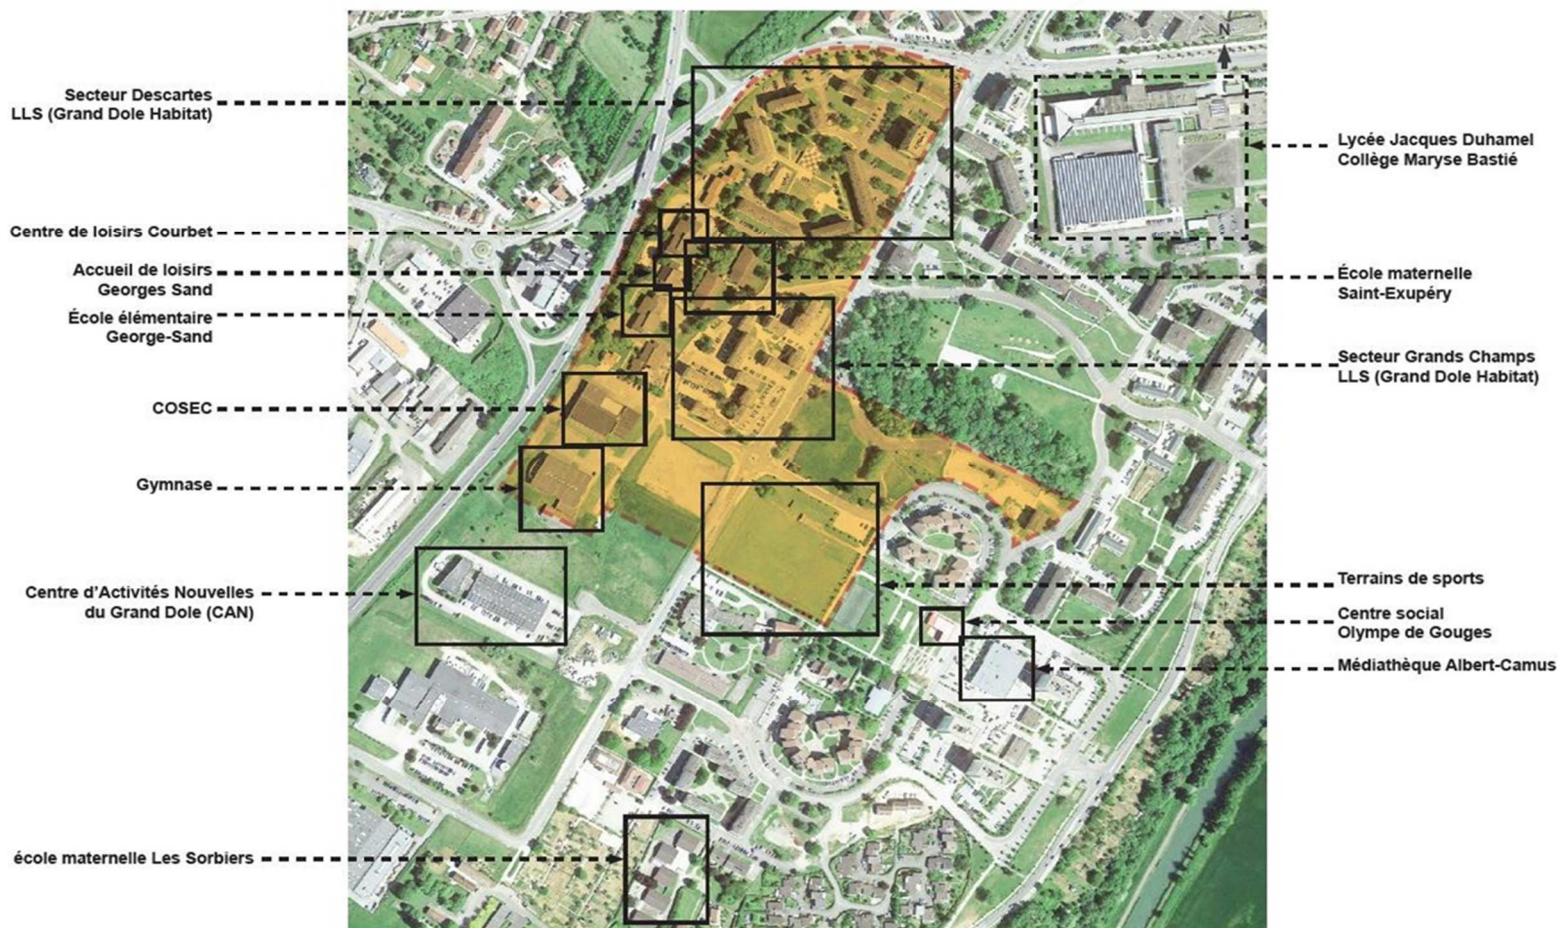 N
Secteur Descartes
LLS (Grand Dole Habitat)
Centre de loisirs Courbet
Accueil de loisirs
Georges Sand
École élémentaire
George-Sand
COSEC
Gymnase
Centre d'Activités Nouvelles
du Grand Dole (CAN)
école maternelle Les Sorbiers
Lycée Jacques Duhamel
Collège Maryse Bastié
École maternelle
Saint-Exupéry
Secteur Grands Champs
LLS (Grand Dole Habitat)
Terrains de sports
Centre social
Olympe de Gouges
Médiathèque Albert-Camus